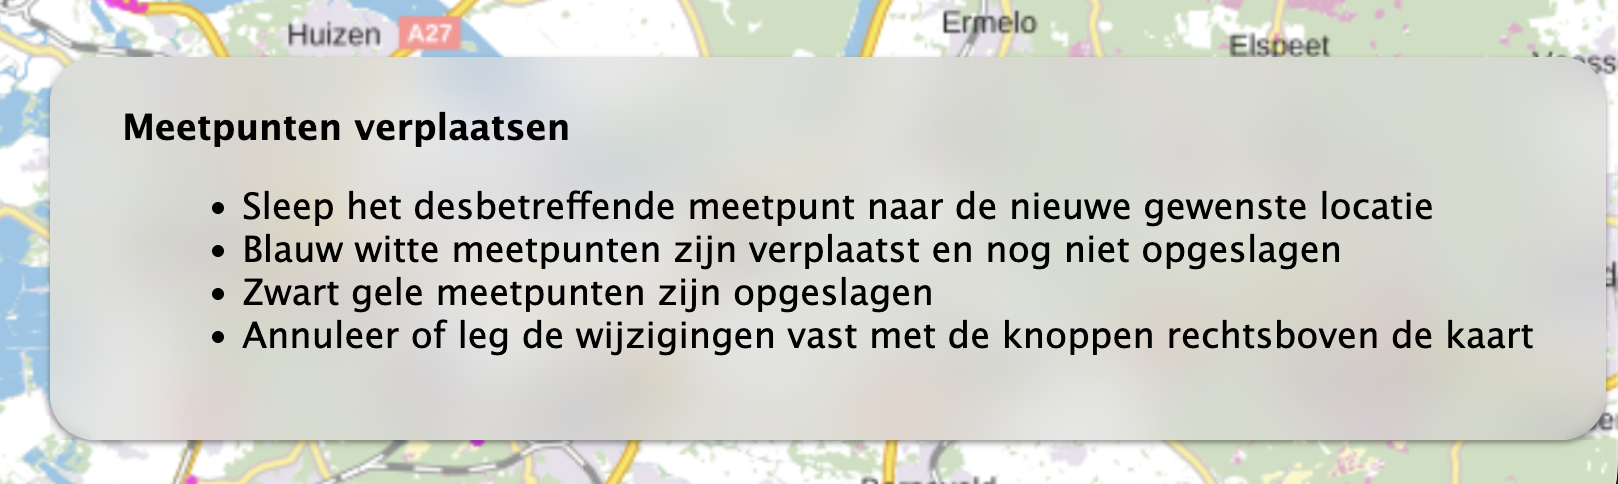 Huizen A27
Ermelo
Elspeet
Meetpunten verplaatsen
• Sleep het desbetreffende meetpunt naar de nieuwe gewenste locatie
• Blauw witte meetpunten zijn verplaatst en nog niet opgeslagen
• Zwart gele meetpunten zijn opgeslagen
• Annuleer of leg de wijzigingen vast met de knoppen rechtsboven de kaart